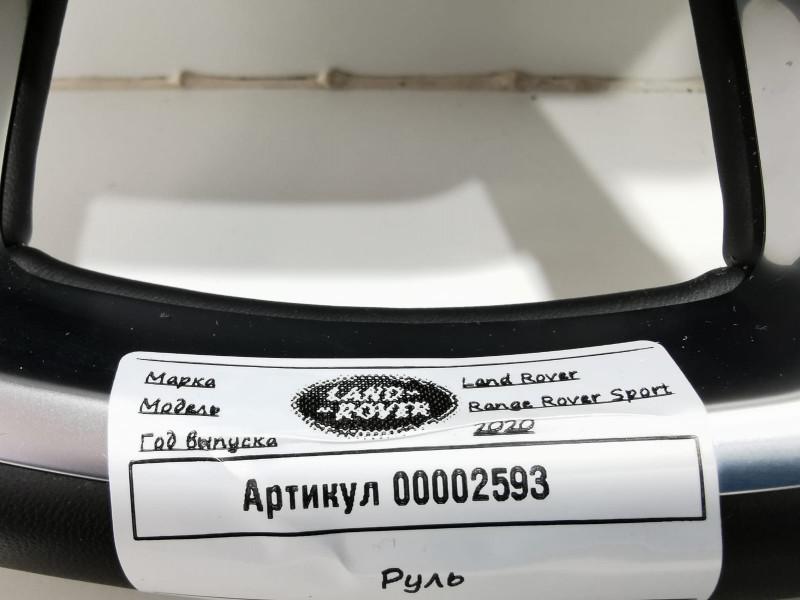 Марка LAND ROVER Land Rover
Модель Range Rover Sport
Год выпуска 2020
Артикул 00002593
Руль